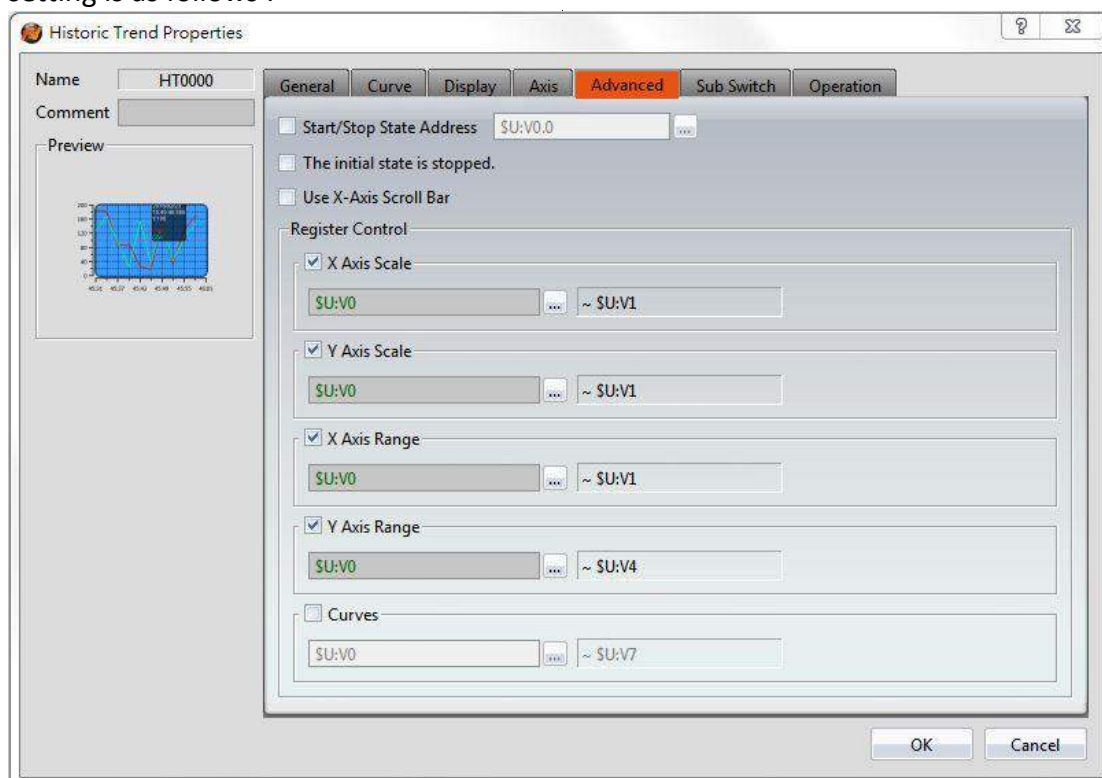 setting is as follows :
Historic Trend Properties
Name HT0000
Comment
Preview
General Curve Display Axis Advanced Sub Switch Operation
Start/Stop State Address $U:V0.0 ...
The initial state is stopped.
Use X-Axis Scroll Bar
Register Control
X Axis Scale
$U:V0 ... ~ $U:V1
Y Axis Scale
$U:V0 ... ~ $U:V1
X Axis Range
$U:V0 ... ~ $U:V1
Y Axis Range
$U:V0 ... ~ $U:V4
Curves
$U:V0 ... ~ $U:V7
OK Cancel